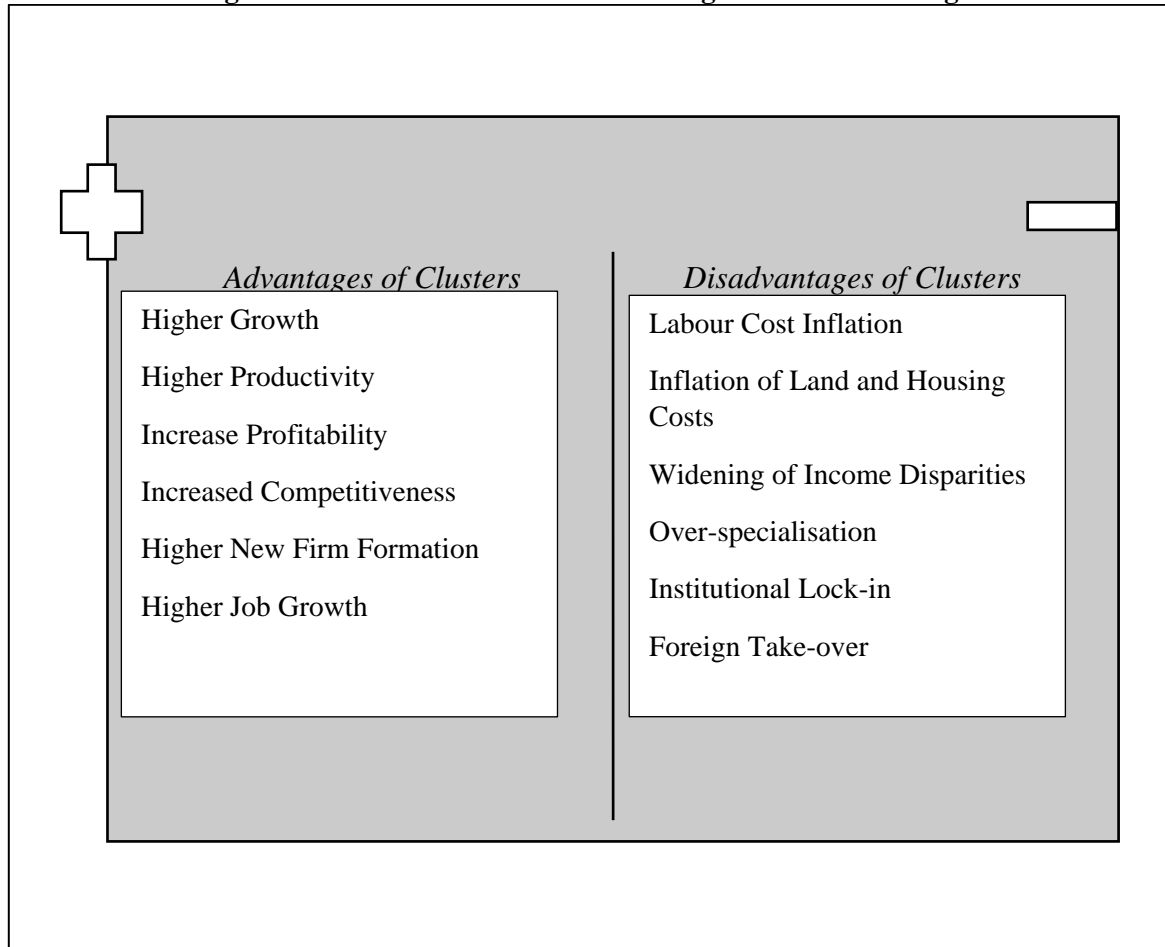 Advantages of Clusters
Higher Growth
Higher Productivity
Increase Profitability
Increased Competitiveness
Higher New Firm Formation
Higher Job Growth
Disadvantages of Clusters
Labour Cost Inflation
Inflation of Land and Housing
Costs
Widening of Income Disparities
Over-specialisation
Institutional Lock-in
Foreign Take-over